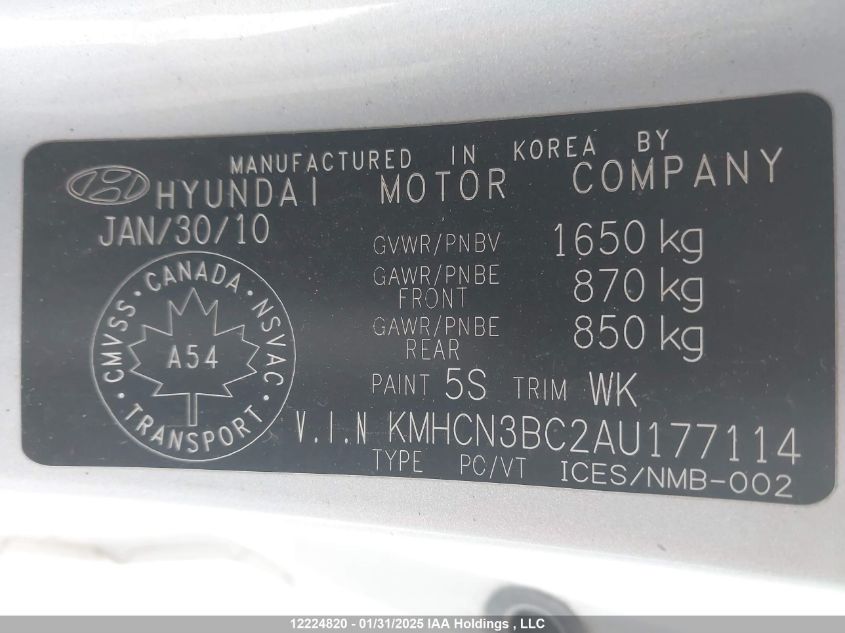 MANUFACTURED IN KOREA BY
HYUNDAI MOTOR COMPANY
JAN/30/10
GVWR/PNBV 1650 kg
GAWR/PNBE FRONT 870 kg
GAWR/PNBE REAR 850 kg
CMVSS · CANADA · NSVAC · TRANSPORT ·
A54
PAINT 5S TRIM WK
V.I.N KMHCN3BC2AU177114
TYPE PC/VT ICES/NMB-002
12224820 - 01/31/2025 IAA Holdings , LLC